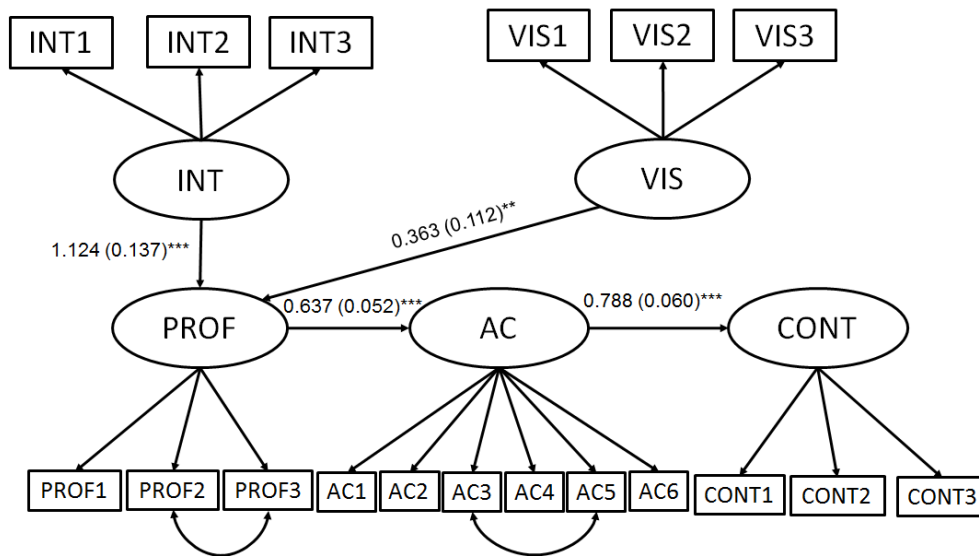 INT1 INT2 INT3 VIS1 VIS2 VIS3
INT VIS
1.124 (0.137)*** 0.363 (0.112)**
PROF 0.637 (0.052)*** AC 0.788 (0.060)*** CONT
PROF1 PROF2 PROF3 AC1 AC2 AC3 AC4 AC5 AC6 CONT1 CONT2 CONT3